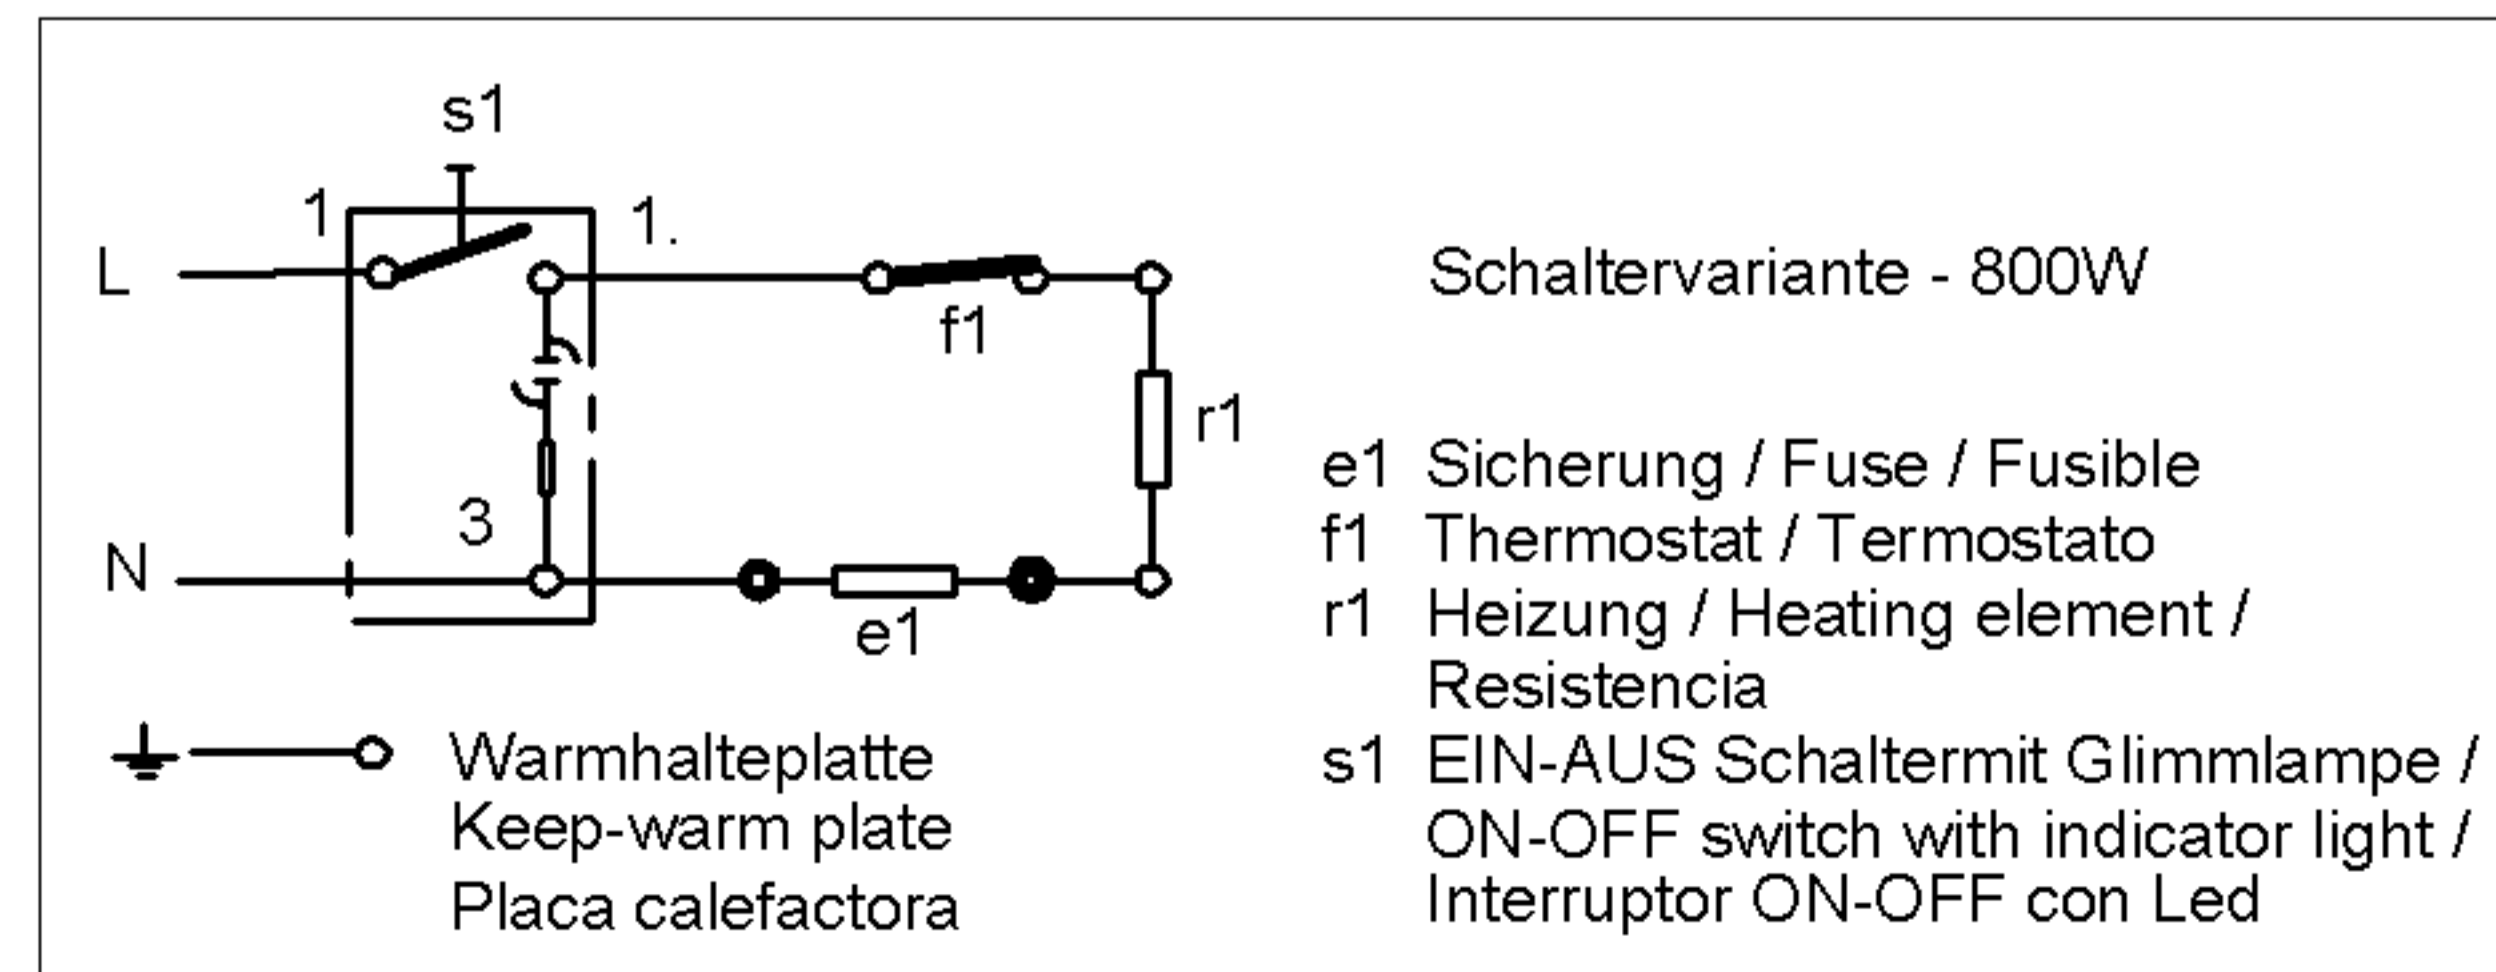 s1
1
1.
L
Schaltervariante - 800W
f1
r1
e1 Sicherung / Fuse / Fusible
3
f1 Thermostat / Termostato
N
r1 Heizung / Heating element /
e1
Resistencia
Warmhalteplatte
s1 EIN-AUS Schaltermit Glimmlampe /
Keep-warm plate
ON-OFF switch with indicator light /
Placa calefactora
Interruptor ON-OFF con Led